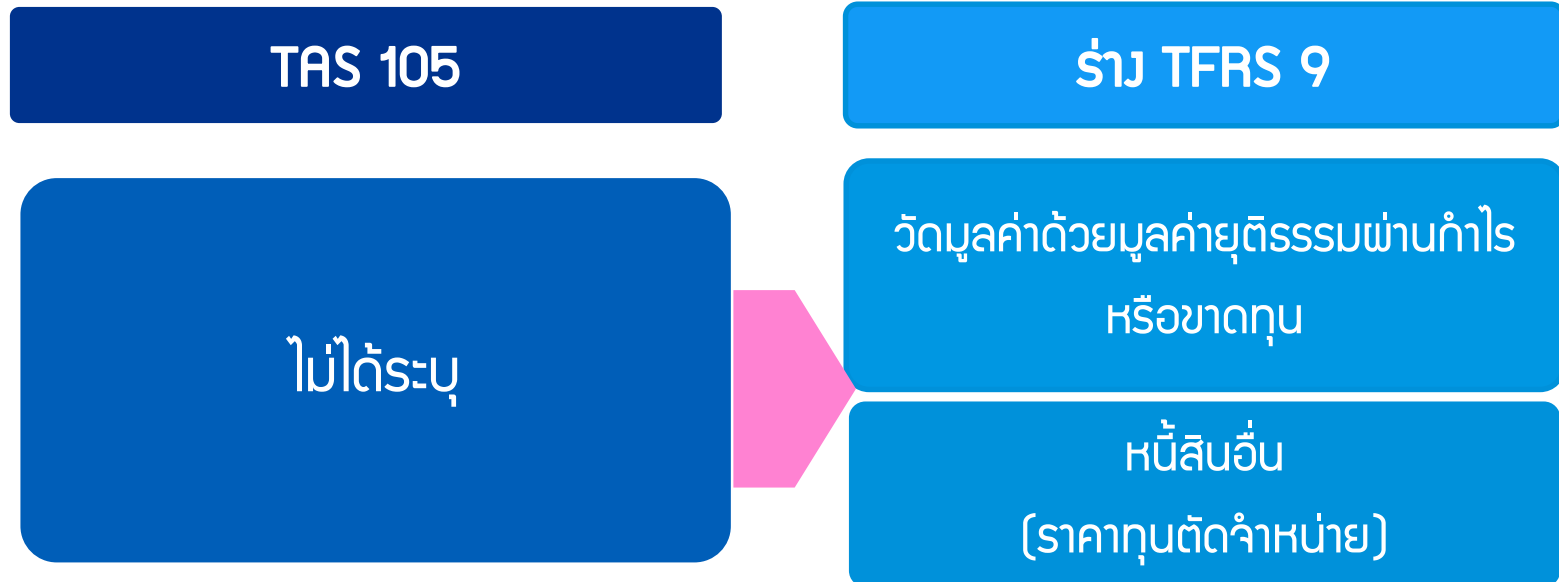 TAS 105
ร่าง TFRS 9
ไม่ได้ระบุ
วัดมูลค่าด้วยมูลค่ายุติธรรมผ่านกำไร
หรือขาดทุน
หนี้สินอื่น
(ราคาทุนตัดจำหน่าย)